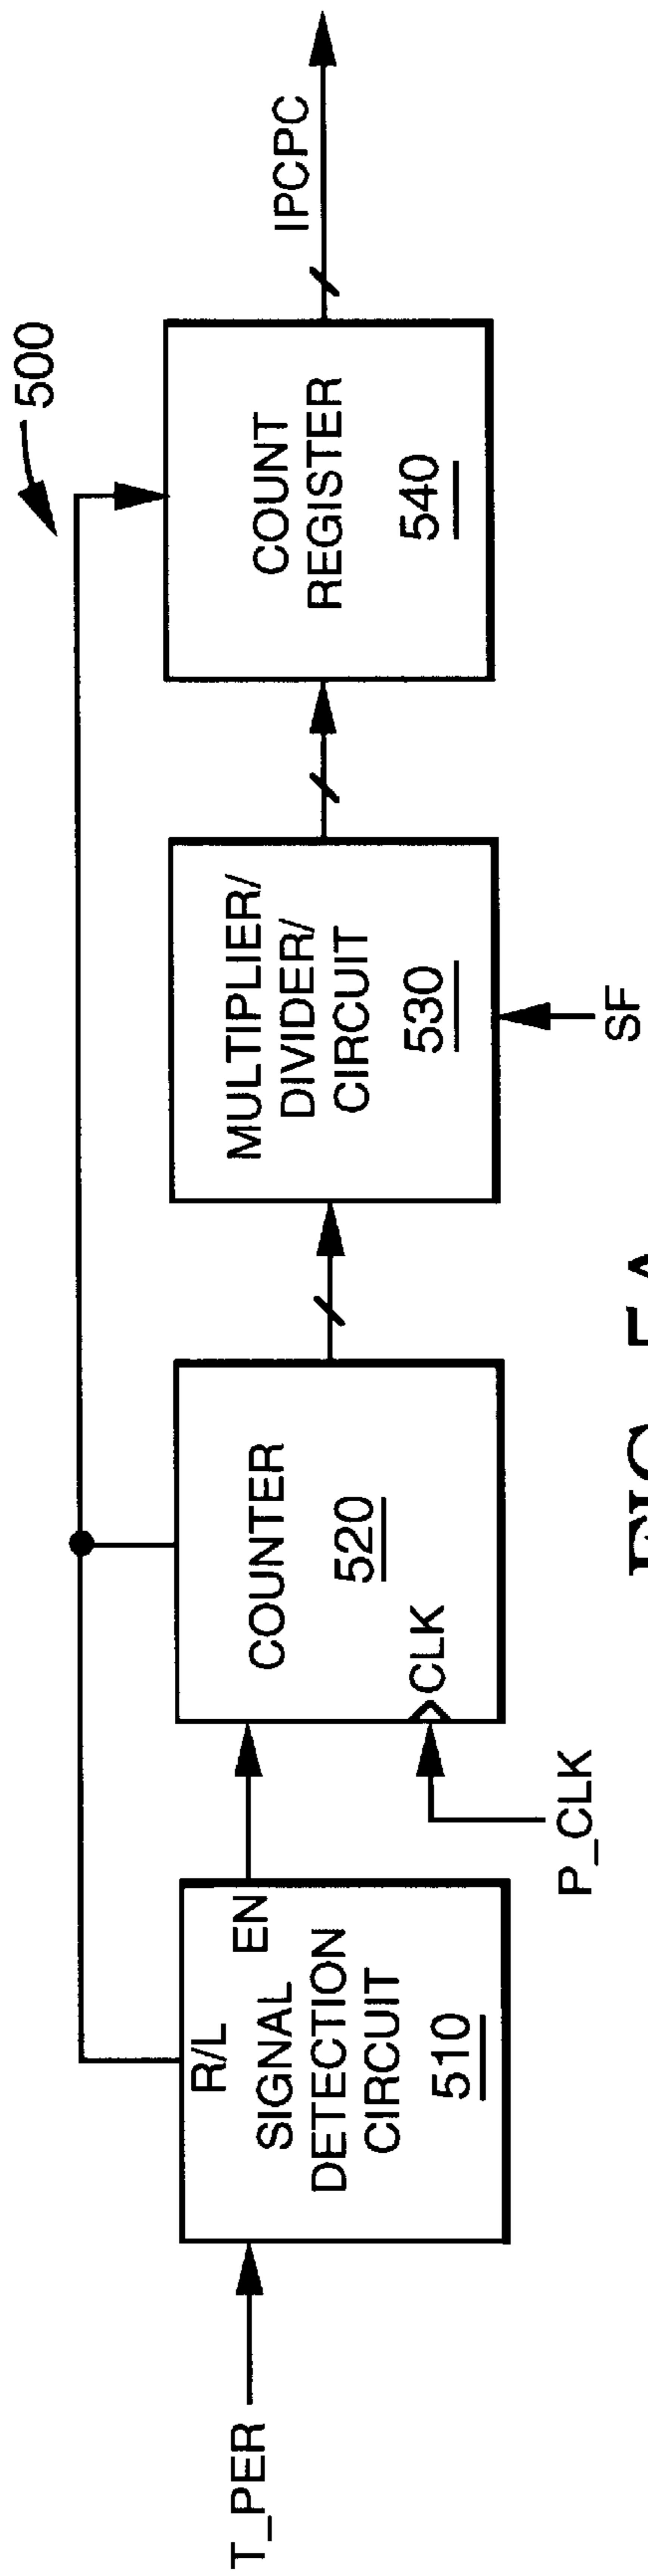 500
T_PER
R/L
EN
SIGNAL
DETECTION
CIRCUIT
510
P_CLK
COUNTER
520
CLK
MULTIPLIER/
DIVIDER/
CIRCUIT
530
SF
COUNT
REGISTER
540
IPCPC